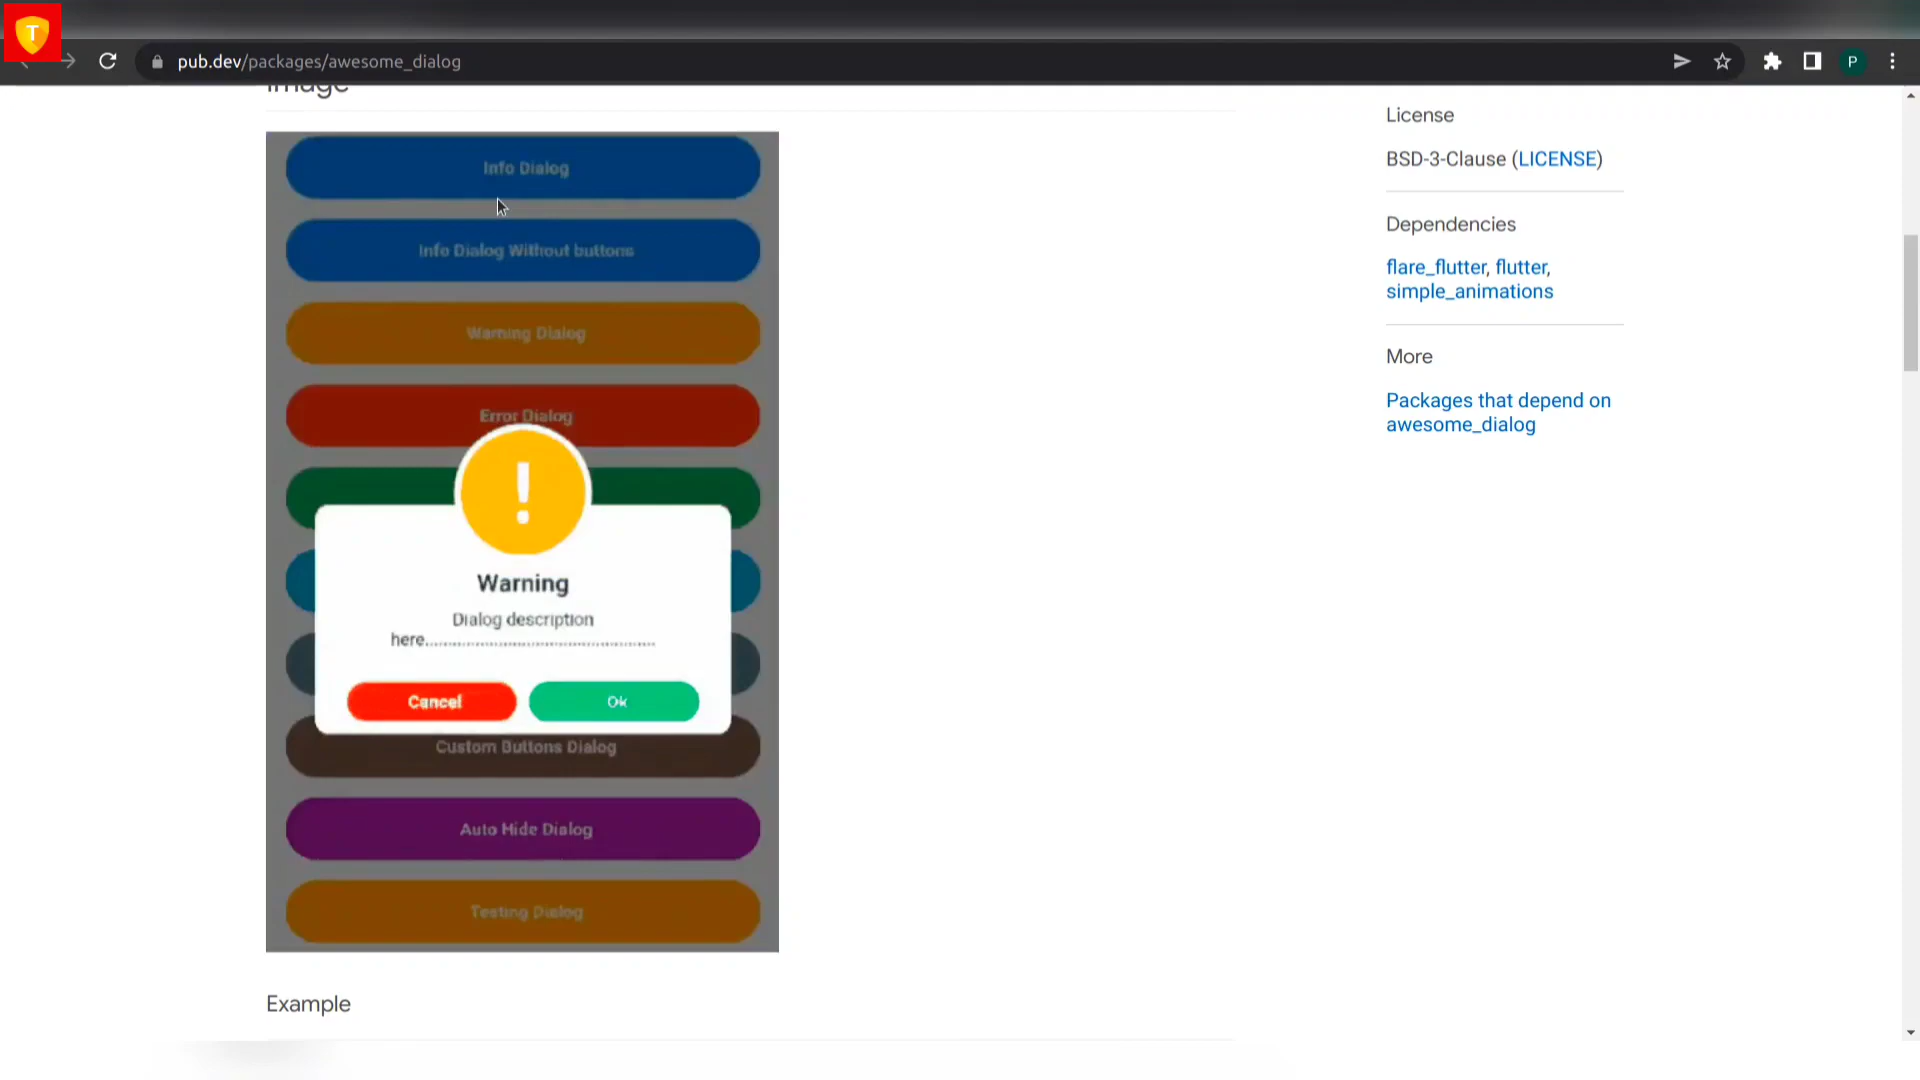 T
pub.dev/packages/awesome_dialog
P
Image
Info Dialog
Info Dialog Without buttons
Warning Dialog
Error Dialog
!
Warning
Dialog description
here............................................
Cancel
Ok
Custom Buttons Dialog
Auto Hide Dialog
Testing Dialog
Example
License
BSD-3-Clause (LICENSE)
Dependencies
flare_flutter, flutter,
simple_animations
More
Packages that depend on
awesome_dialog